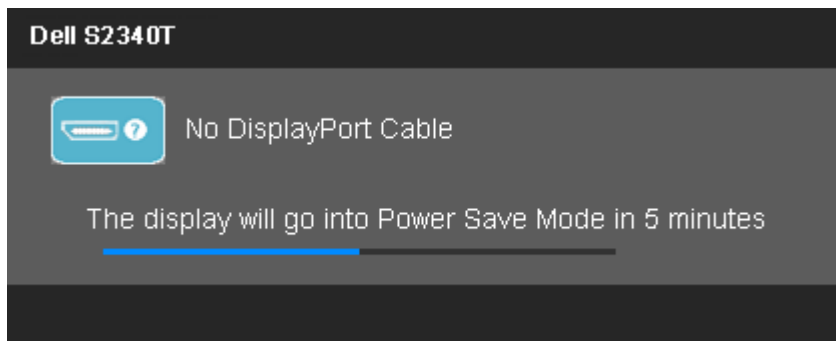 Dell S2340T
No DisplayPort Cable
The display will go into Power Save Mode in 5 minutes